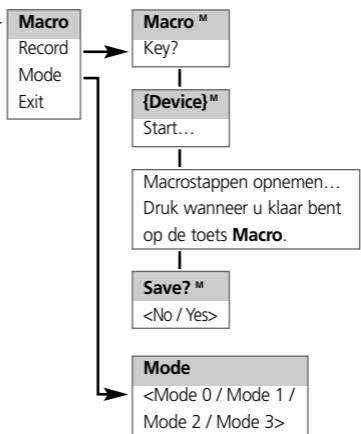 Macro
Record
Mode
Exit
Macro ᴹ
Key?
{Device}ᴹ
Start…
Macrostappen opnemen…
Druk wanneer u klaar bent
op de toets Macro.
Save? ᴹ
<No / Yes>
Mode
<Mode 0 / Mode 1 /
Mode 2 / Mode 3>